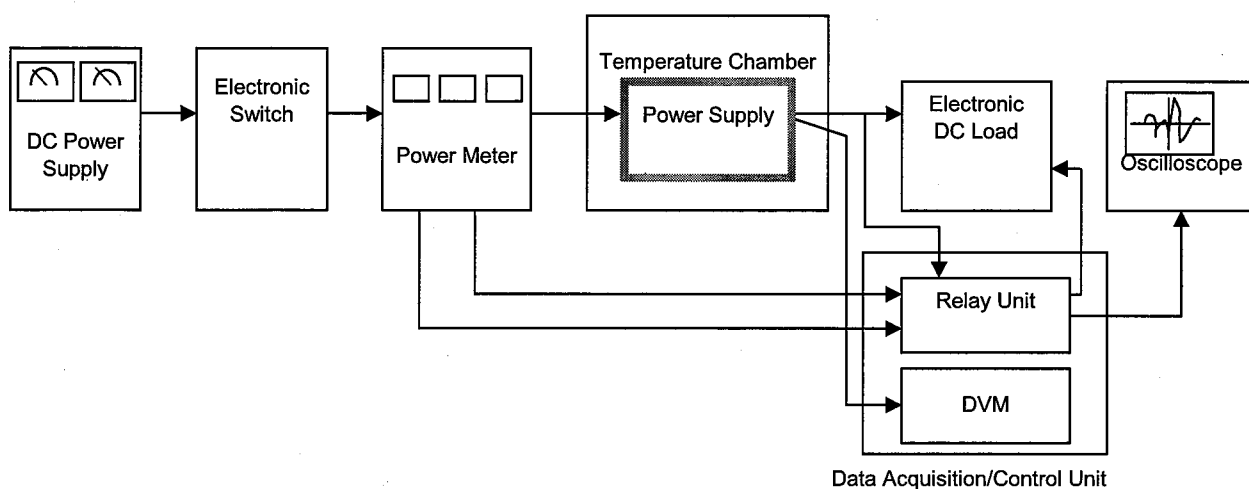 DC Power
Supply
Electronic
Switch
Power Meter
Temperature Chamber
Power Supply
Electronic
DC Load
Oscilloscope
Relay Unit
DVM
Data Acquisition/Control Unit